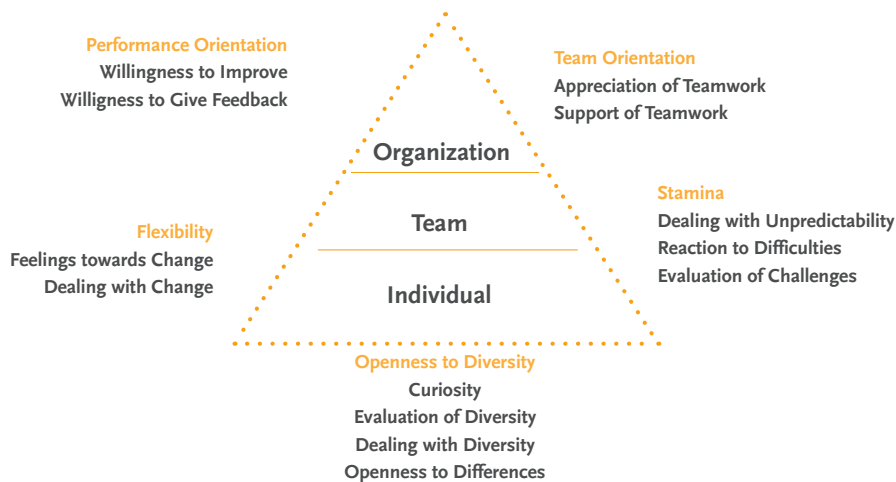 Performance Orientation
Willingness to Improve
Willigness to Give Feedback
Team Orientation
Appreciation of Teamwork
Support of Teamwork
Organization
Team
Individual
Flexibility
Feelings towards Change
Dealing with Change
Stamina
Dealing with Unpredictability
Reaction to Difficulties
Evaluation of Challenges
Openness to Diversity
Curiosity
Evaluation of Diversity
Dealing with Diversity
Openness to Differences